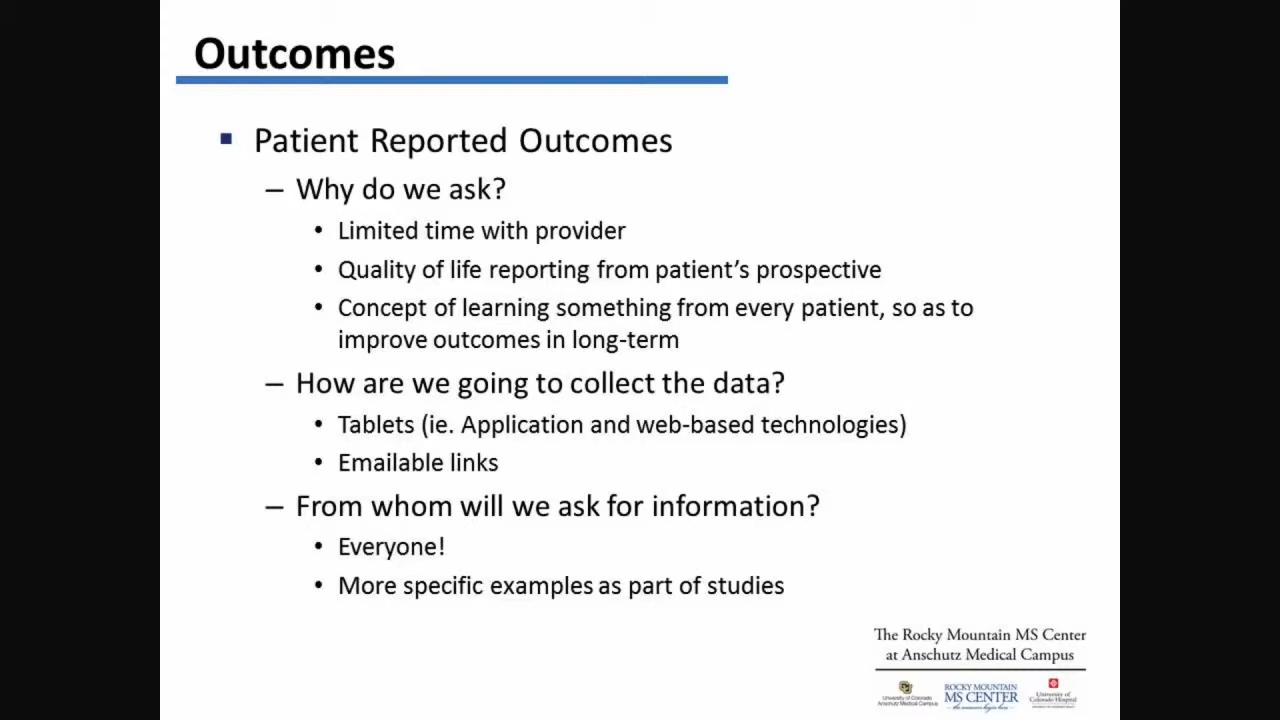 Outcomes
Patient Reported Outcomes
– Why do we ask?
• Limited time with provider
• Quality of life reporting from patient’s prospective
• Concept of learning something from every patient, so as to
improve outcomes in long-term
– How are we going to collect the data?
• Tablets (ie. Application and web-based technologies)
• Emailable links
– From whom will we ask for information?
• Everyone!
• More specific examples as part of studies
The Rocky Mountain MS Center
at Anschutz Medical Campus
University of Colorado
Anschutz Medical Campus
ROCKY MOUNTAIN
MS CENTER
University of
Colorado Hospital